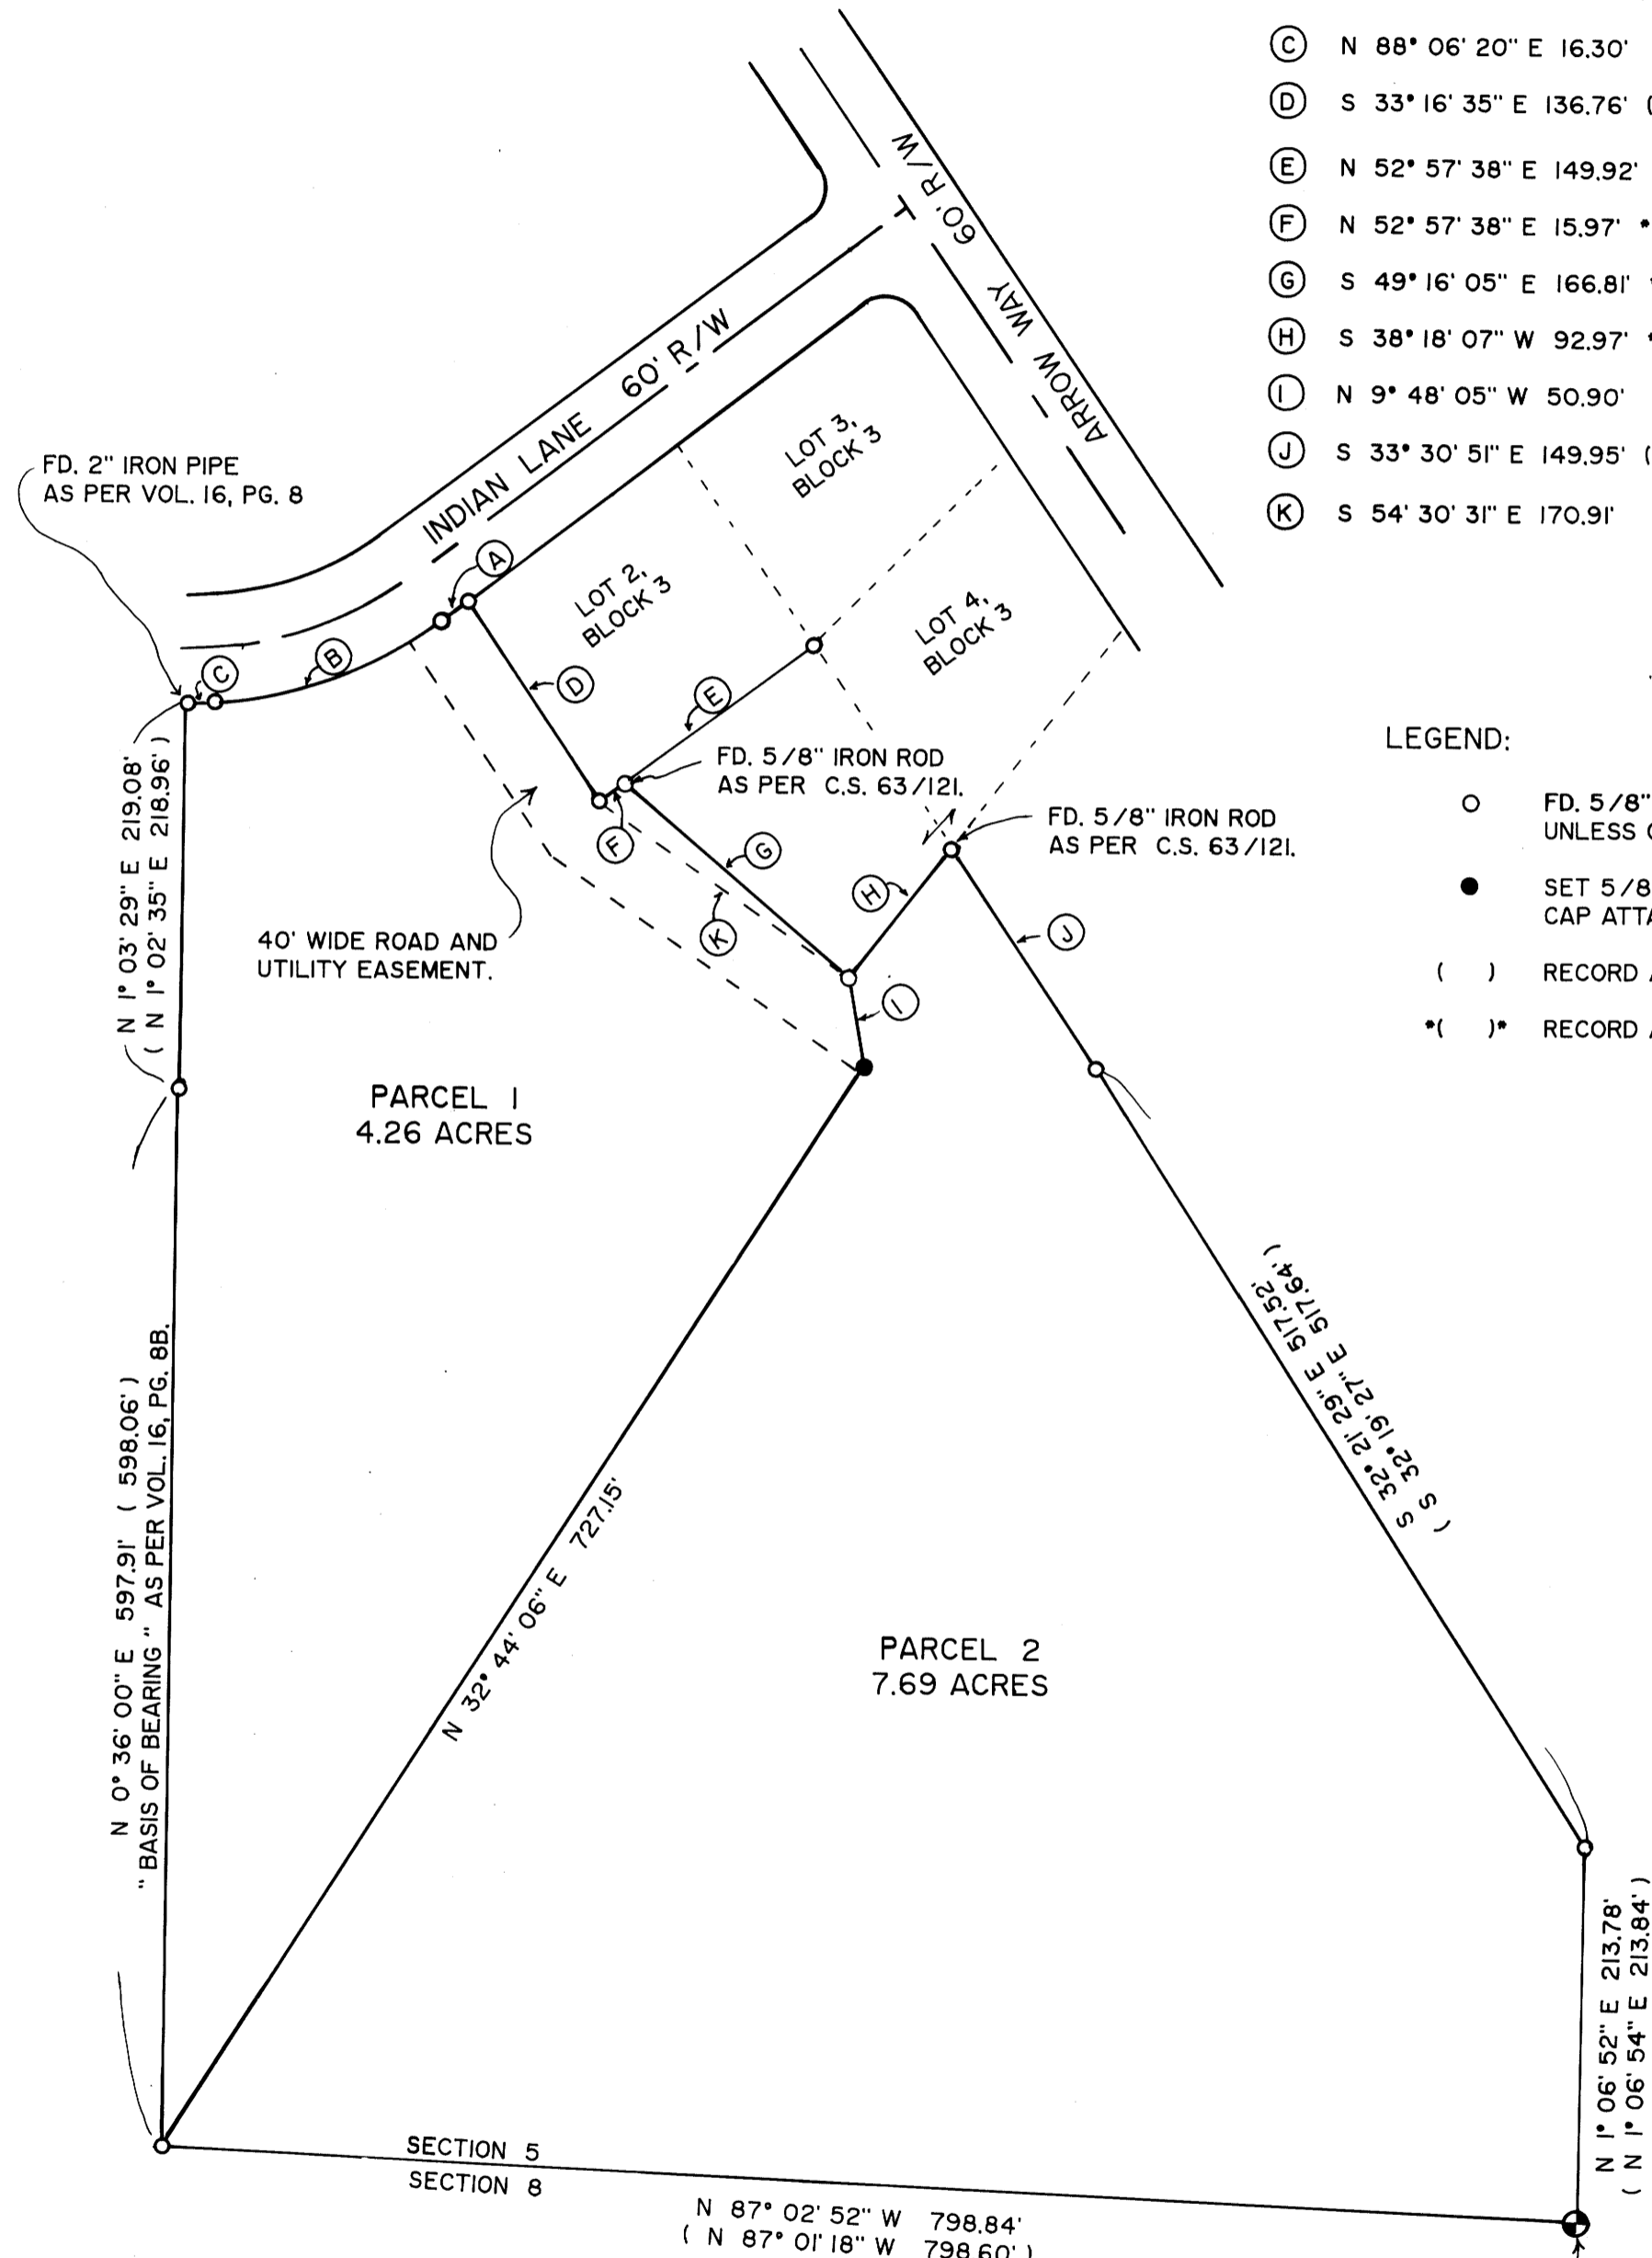 Ⓒ N 88° 06' 20" E 16.30'
Ⓓ S 33° 16' 35" E 136.76' (
Ⓔ N 52° 57' 38" E 149.92'
Ⓕ N 52° 57' 38" E 15.97' *
Ⓖ S 49° 16' 05" E 166.81'
Ⓗ S 38° 18' 07" W 92.97'
Ⓘ N 9° 48' 05" W 50.90'
Ⓙ S 33° 30' 51" E 149.95' (
Ⓚ S 54' 30' 31" E 170.91'
ARROW WAY 60' R/W
INDIAN LANE 60' R/W
FD. 2" IRON PIPE
AS PER VOL. 16, PG. 8
LOT 3,
BLOCK 3
LOT 2,
BLOCK 3
LOT 4,
BLOCK 3
Ⓐ
Ⓑ
Ⓒ
Ⓓ
Ⓔ
FD. 5/8" IRON ROD
AS PER C.S. 63/121.
FD. 5/8" IRON ROD
AS PER C.S. 63/121.
Ⓕ
Ⓖ
Ⓗ
Ⓙ
Ⓚ
Ⓘ
40' WIDE ROAD AND
UTILITY EASEMENT.
N 1° 03' 29" E 219.08'
( N 1° 02' 35" E 218.96' )
LEGEND:
FD. 5/8"
UNLESS
SET 5/8
CAP
( ) RECORD
*( )* RECORD
PARCEL 1
4.26 ACRES
N 0° 36' 00" E 597.91' ( 598.06' )
" BASIS OF BEARING " AS PER VOL. 16, PG. 8B.
N 32° 44' 06" E 727.15'
S 32° 21' 29" E 517.52'
( S 32° 19' 27" E 517.64' )
PARCEL 2
7.69 ACRES
N 1° 06' 52" E 213.78'
( N 1° 06' 54" E 213.84' )
SECTION 5
SECTION 8
N 87° 02' 52" W 798.84'
( N 87° 01' 18" W 798.60' )